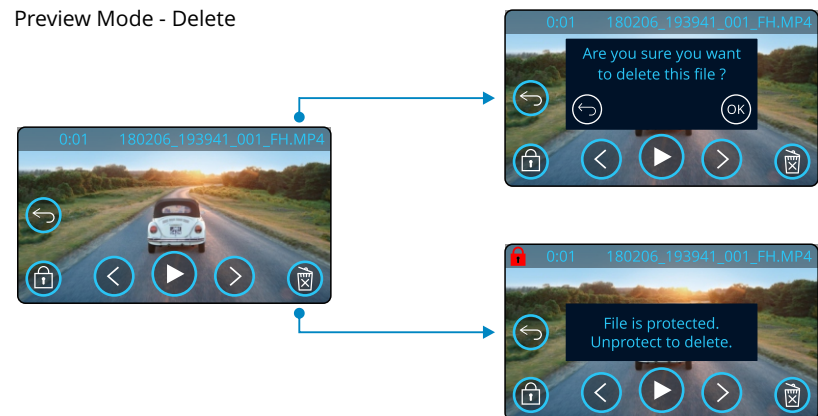 Preview Mode - Delete
0:01 180206_193941_001_FH.MP4
Are you sure you want
to delete this file ?
OK
0:01 180206_193941_001_FH.MP4
0:01 180206_193941_001_FH.MP4
File is protected.
Unprotect to delete.